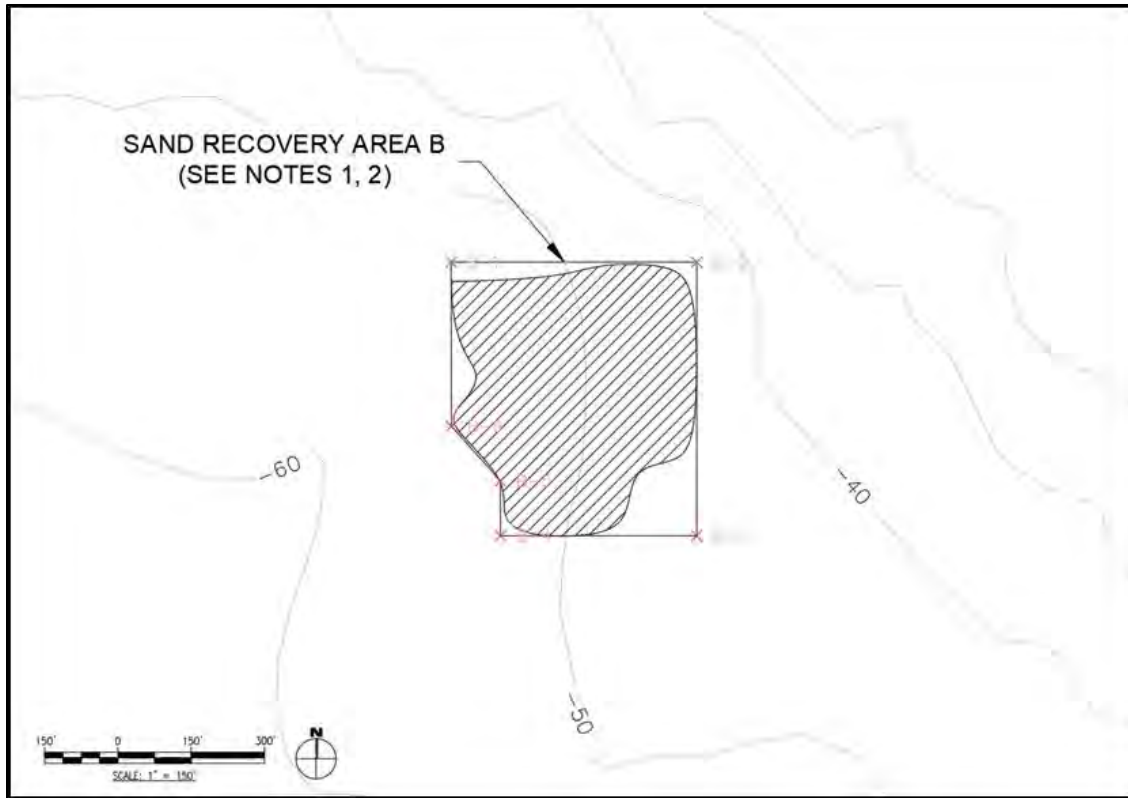 SAND RECOVERY AREA B
(SEE NOTES 1, 2)
-60
-40
-50
150' 0 150' 300'
SCALE: 1" = 150'
N